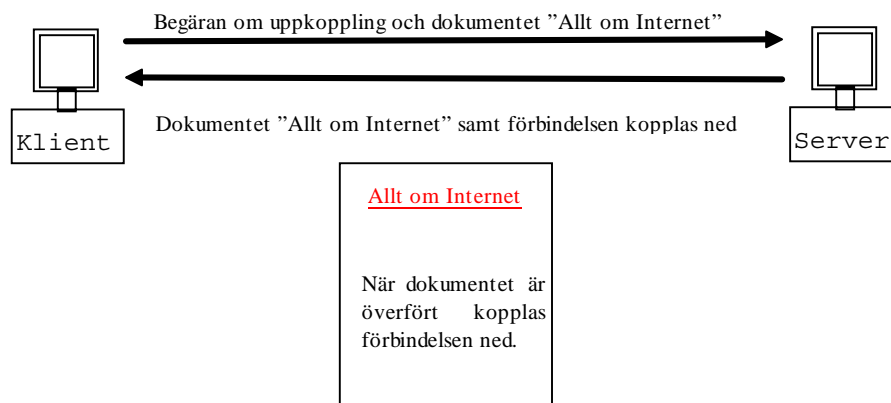 Begäran om uppkoppling och dokumentet ”Allt om Internet”
Klient
Server
Dokumentet ”Allt om Internet” samt förbindelsen kopplas ned
Allt om Internet
När dokumentet är
överfört kopplas
förbindelsen ned.